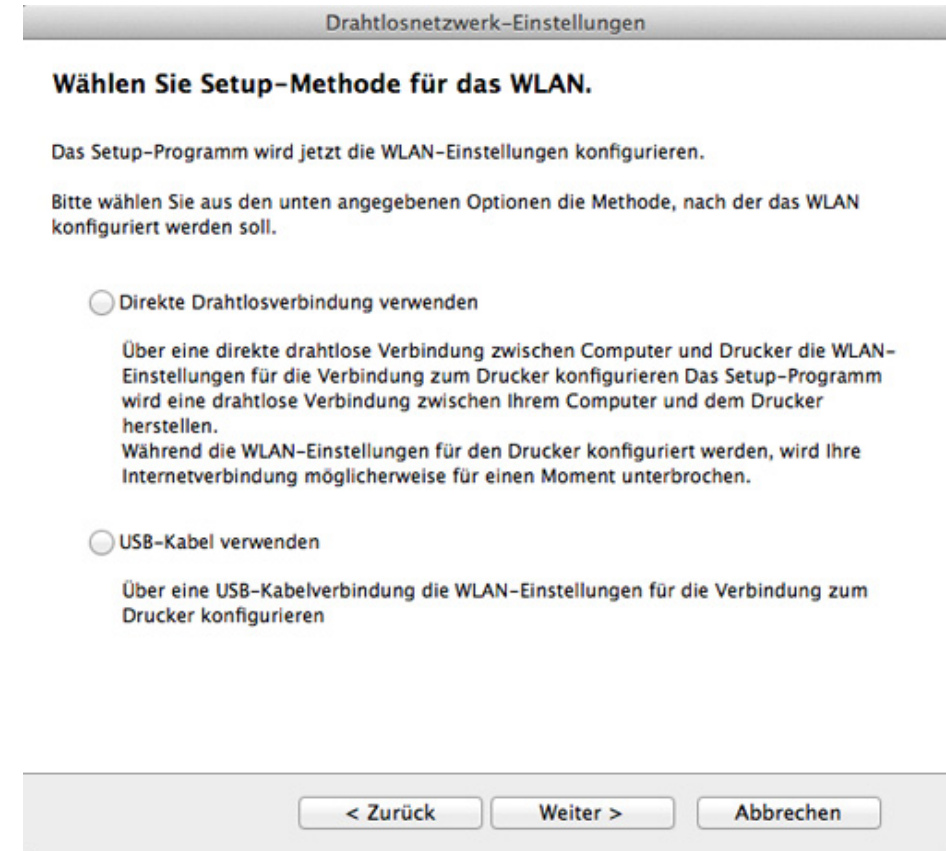 Drahtlosnetzwerk-Einstellungen
Wählen Sie Setup-Methode für das WLAN.
Das Setup-Programm wird jetzt die WLAN-Einstellungen konfigurieren.
Bitte wählen Sie aus den unten angegebenen Optionen die Methode, nach der das WLAN
konfiguriert werden soll.
Direkte Drahtlosverbindung verwenden
Über eine direkte drahtlose Verbindung zwischen Computer und Drucker die WLAN-
Einstellungen für die Verbindung zum Drucker konfigurieren Das Setup-Programm
wird eine drahtlose Verbindung zwischen Ihrem Computer und dem Drucker
herstellen.
Während die WLAN-Einstellungen für den Drucker konfiguriert werden, wird Ihre
Internetverbindung möglicherweise für einen Moment unterbrochen.
USB-Kabel verwenden
Über eine USB-Kabelverbindung die WLAN-Einstellungen für die Verbindung zum
Drucker konfigurieren
< Zurück Weiter > Abbrechen